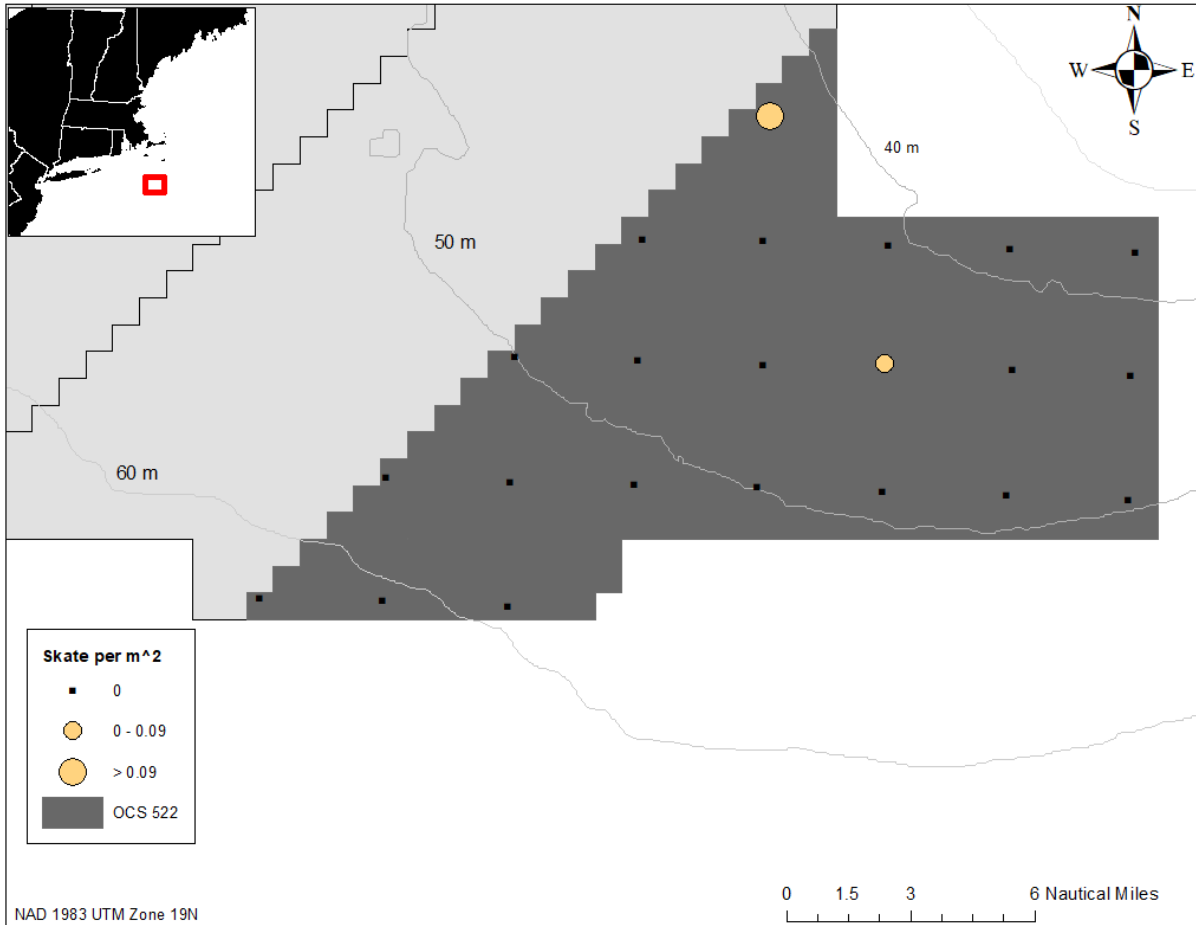 N
W E
S
40 m
50 m
60 m
Skate per m^2
0
0 - 0.09
> 0.09
OCS 522
0 1.5 3 6 Nautical Miles
NAD 1983 UTM Zone 19N